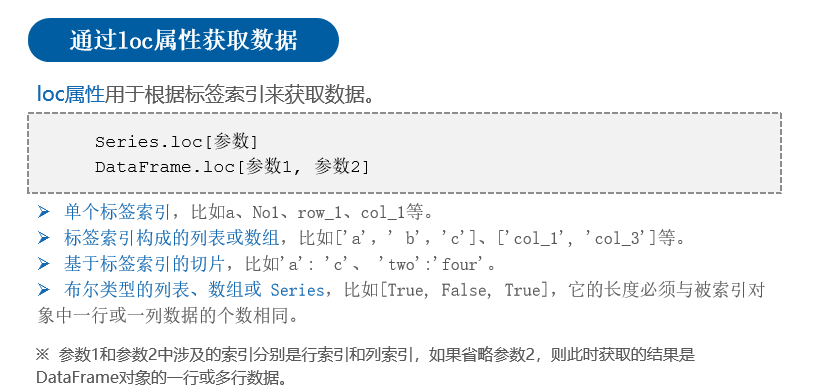 通过loc属性获取数据
loc属性用于根据标签索引来获取数据。
Series.loc[参数]
DataFrame.loc[参数1, 参数2]
➢ 单个标签索引，比如a、No1、row_1、col_1等。
➢ 标签索引构成的列表或数组，比如['a', ' b', 'c']、['col_1', 'col_3']等。
➢ 基于标签索引的切片，比如'a': 'c'、 'two':'four'。
➢ 布尔类型的列表、数组或 Series，比如[True, False, True]，它的长度必须与被索引对
象中一行或一列数据的个数相同。
※ 参数1和参数2中涉及的索引分别是行索引和列索引，如果省略参数2，则此时获取的结果是
DataFrame对象的一行或多行数据。